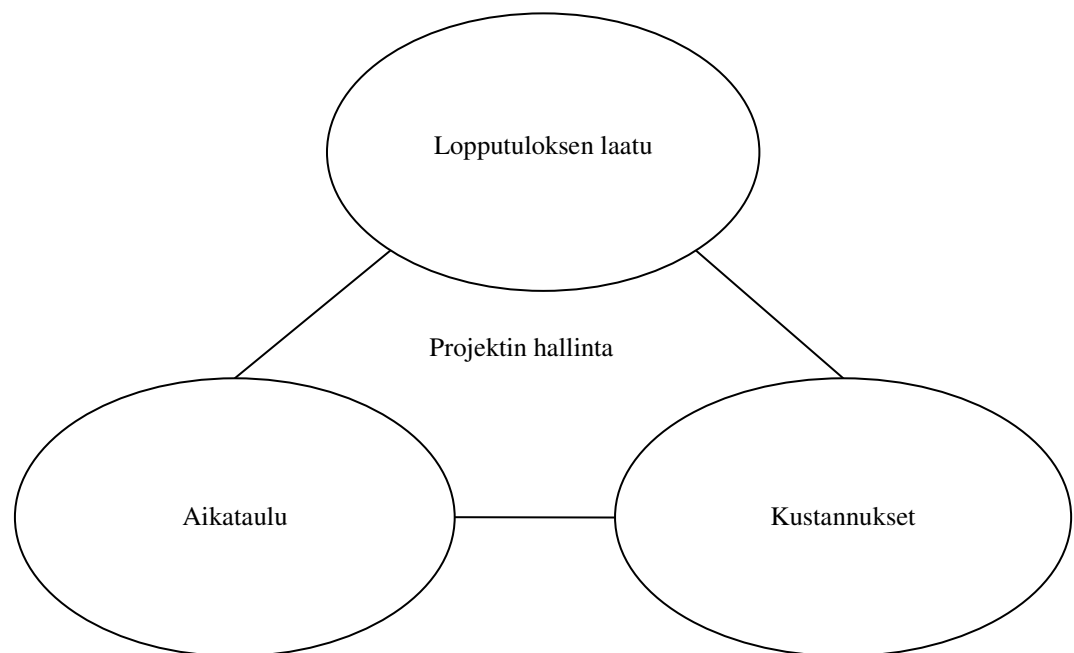 Lopputuloksen laatu
Projektin hallinta
Aikataulu
Kustannukset